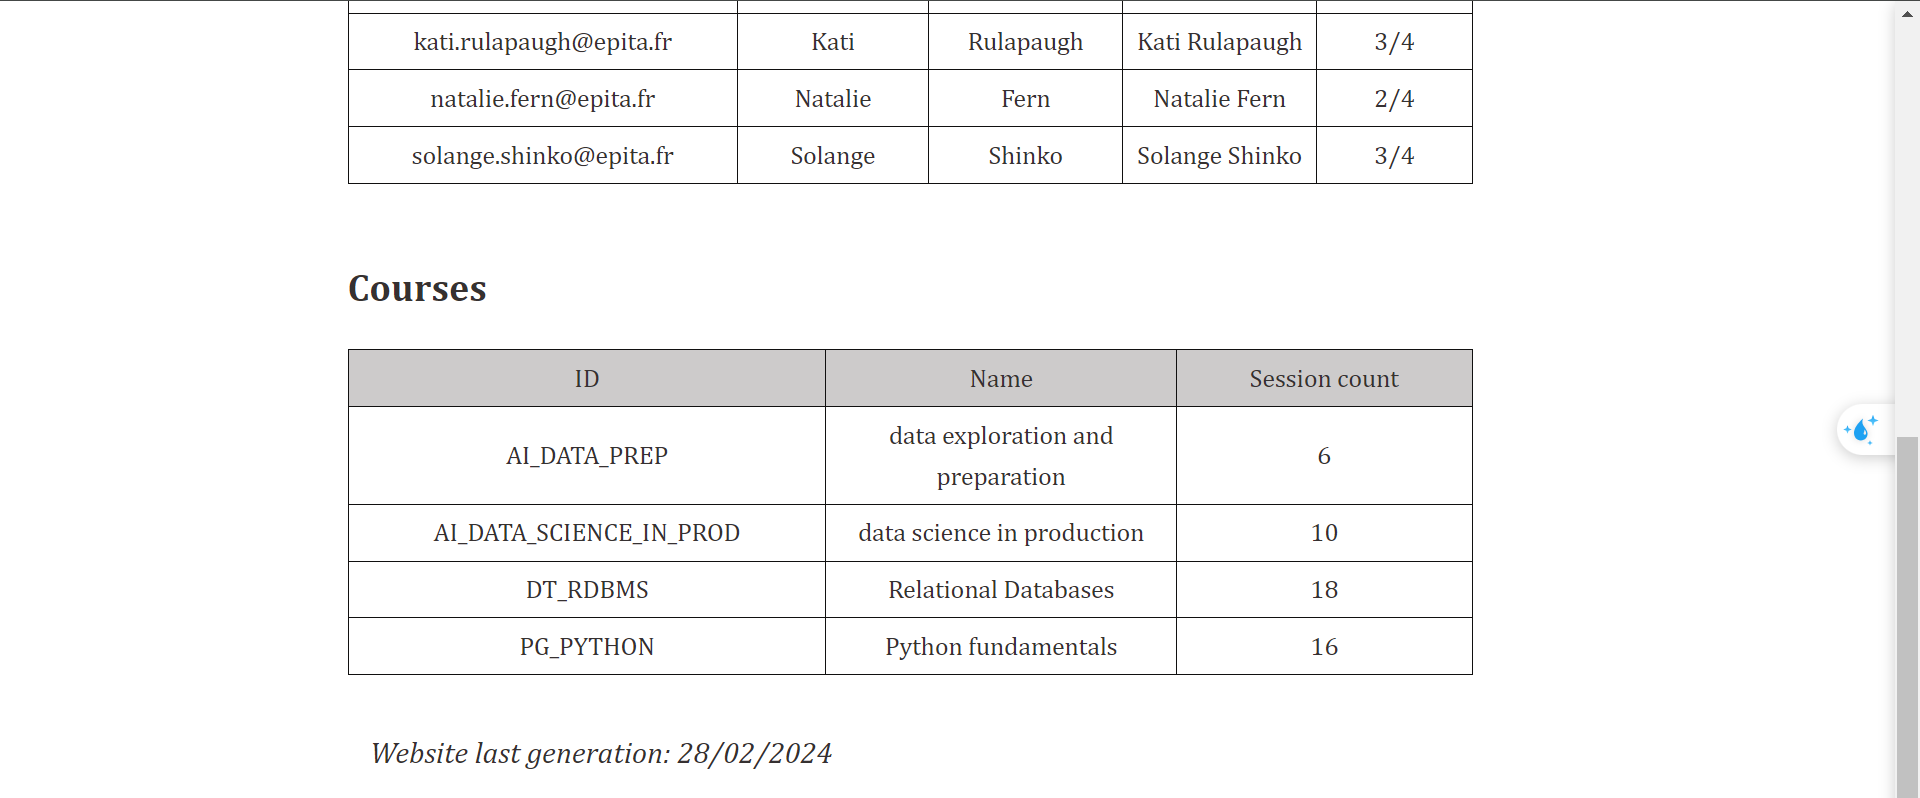 kati.rulapaugh@epita.fr Kati Rulapaugh Kati Rulapaugh 3/4
natalie.fern@epita.fr Natalie Fern Natalie Fern 2/4
solange.shinko@epita.fr Solange Shinko Solange Shinko 3/4
Courses
ID Name Session count
AI_DATA_PREP data exploration and preparation 6
AI_DATA_SCIENCE_IN_PROD data science in production 10
DT_RDBMS Relational Databases 18
PG_PYTHON Python fundamentals 16
Website last generation: 28/02/2024